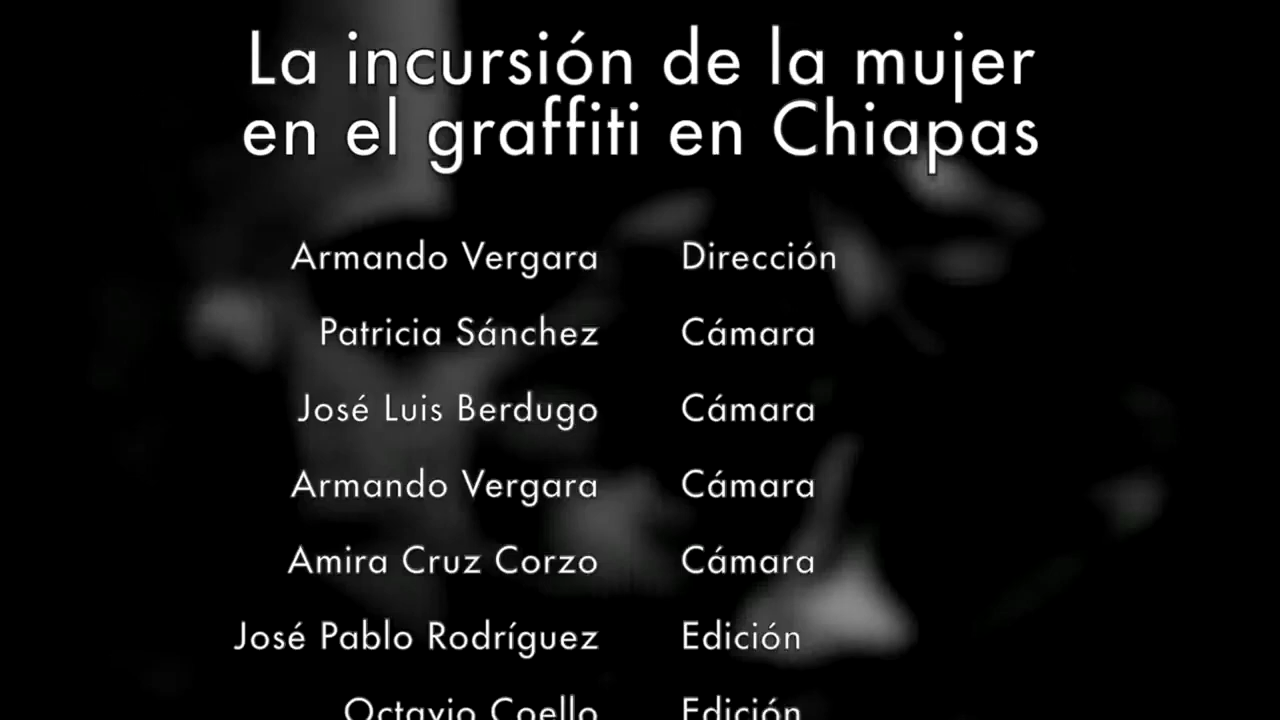 La incursión de la mujer
en el graffiti en Chiapas
Armando Vergara Dirección
Patricia Sánchez Cámara
José Luis Berdugo Cámara
Armando Vergara Cámara
Amira Cruz Corzo Cámara
José Pablo Rodríguez Edición
Octavio Coello Edición